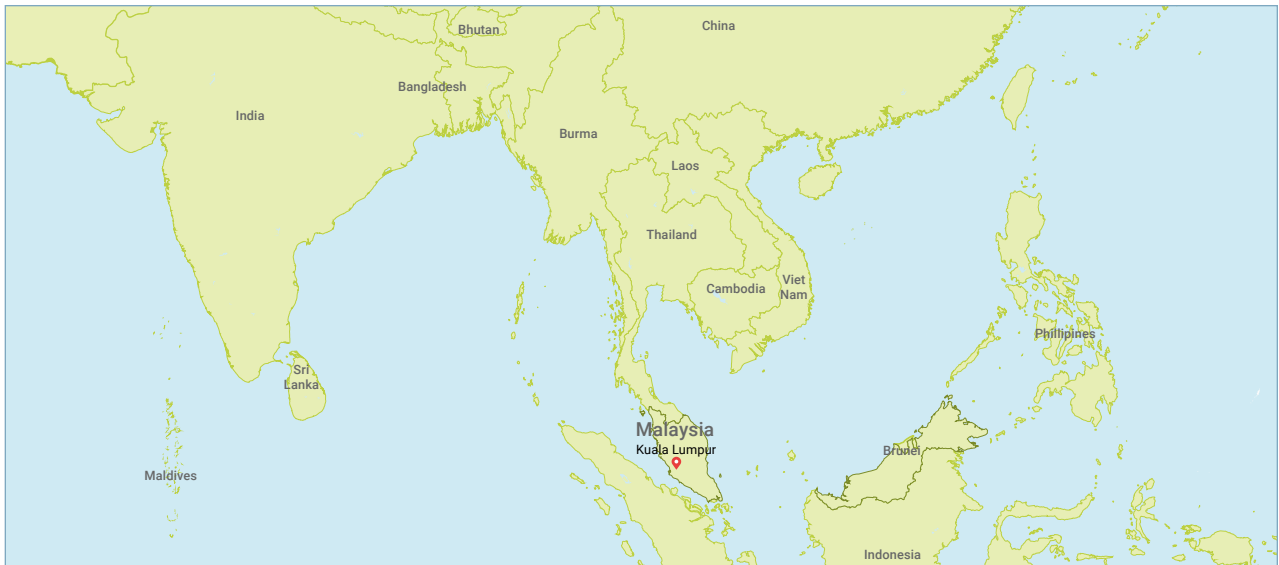 China
Bhutan
Bangladesh
India
Burma
Laos
Thailand
Cambodia
Viet
Nam
Phillipines
Sri
Lanka
Malaysia
Kuala Lumpur
Brunei
Maldives
Indonesia